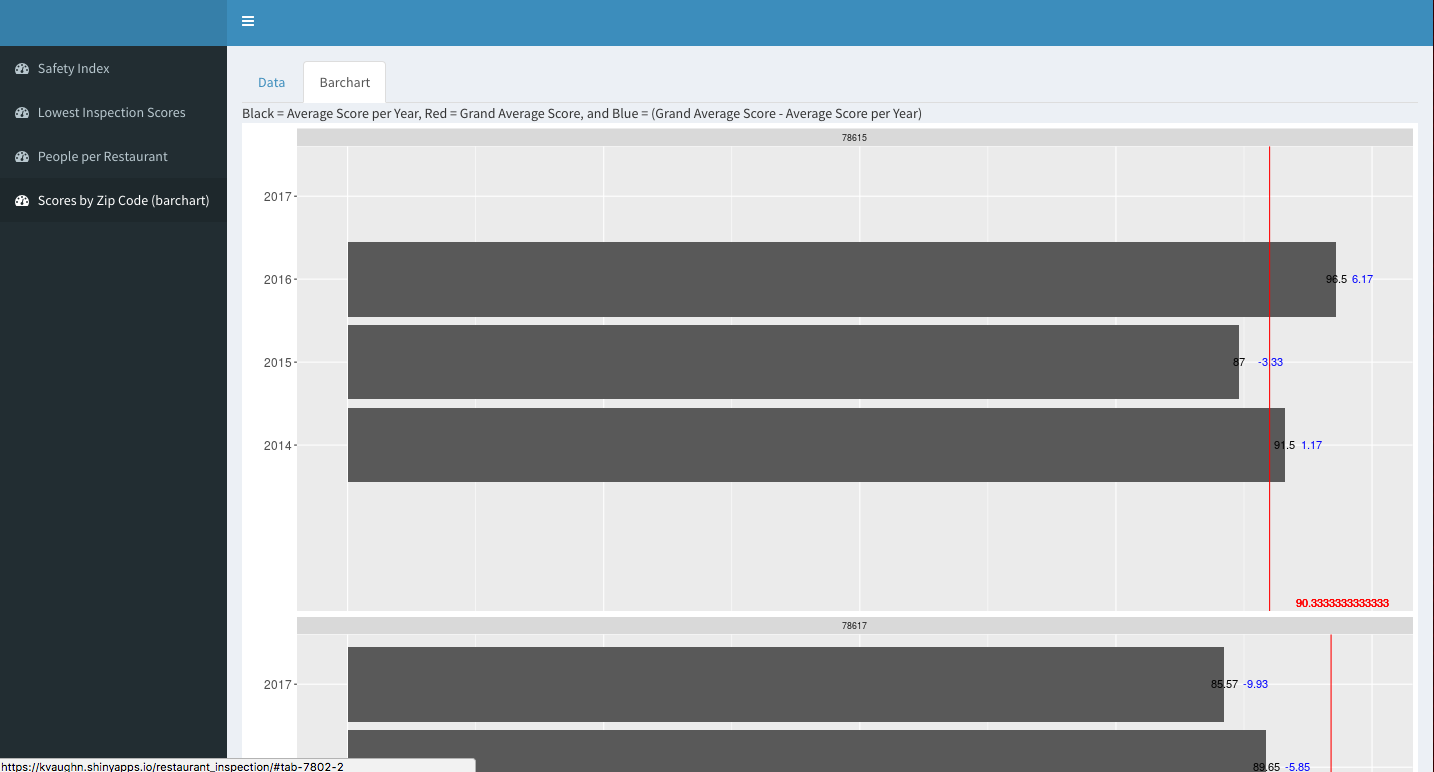 Safety Index
Lowest Inspection Scores
People per Restaurant
Scores by Zip Code (barchart)
Data
Barchart
Black = Average Score per Year, Red = Grand Average Score, and Blue = (Grand Average Score - Average Score per Year)
78615
2017
2016 96.5 6.17
2015 87 -3.33
2014 91.5 1.17
90.3333333333333
78617
2017 85.57 -9.93
89.65 -5.85
https://kvaughn.shinyapps.io/restaurant_inspection/#tab-7802-2